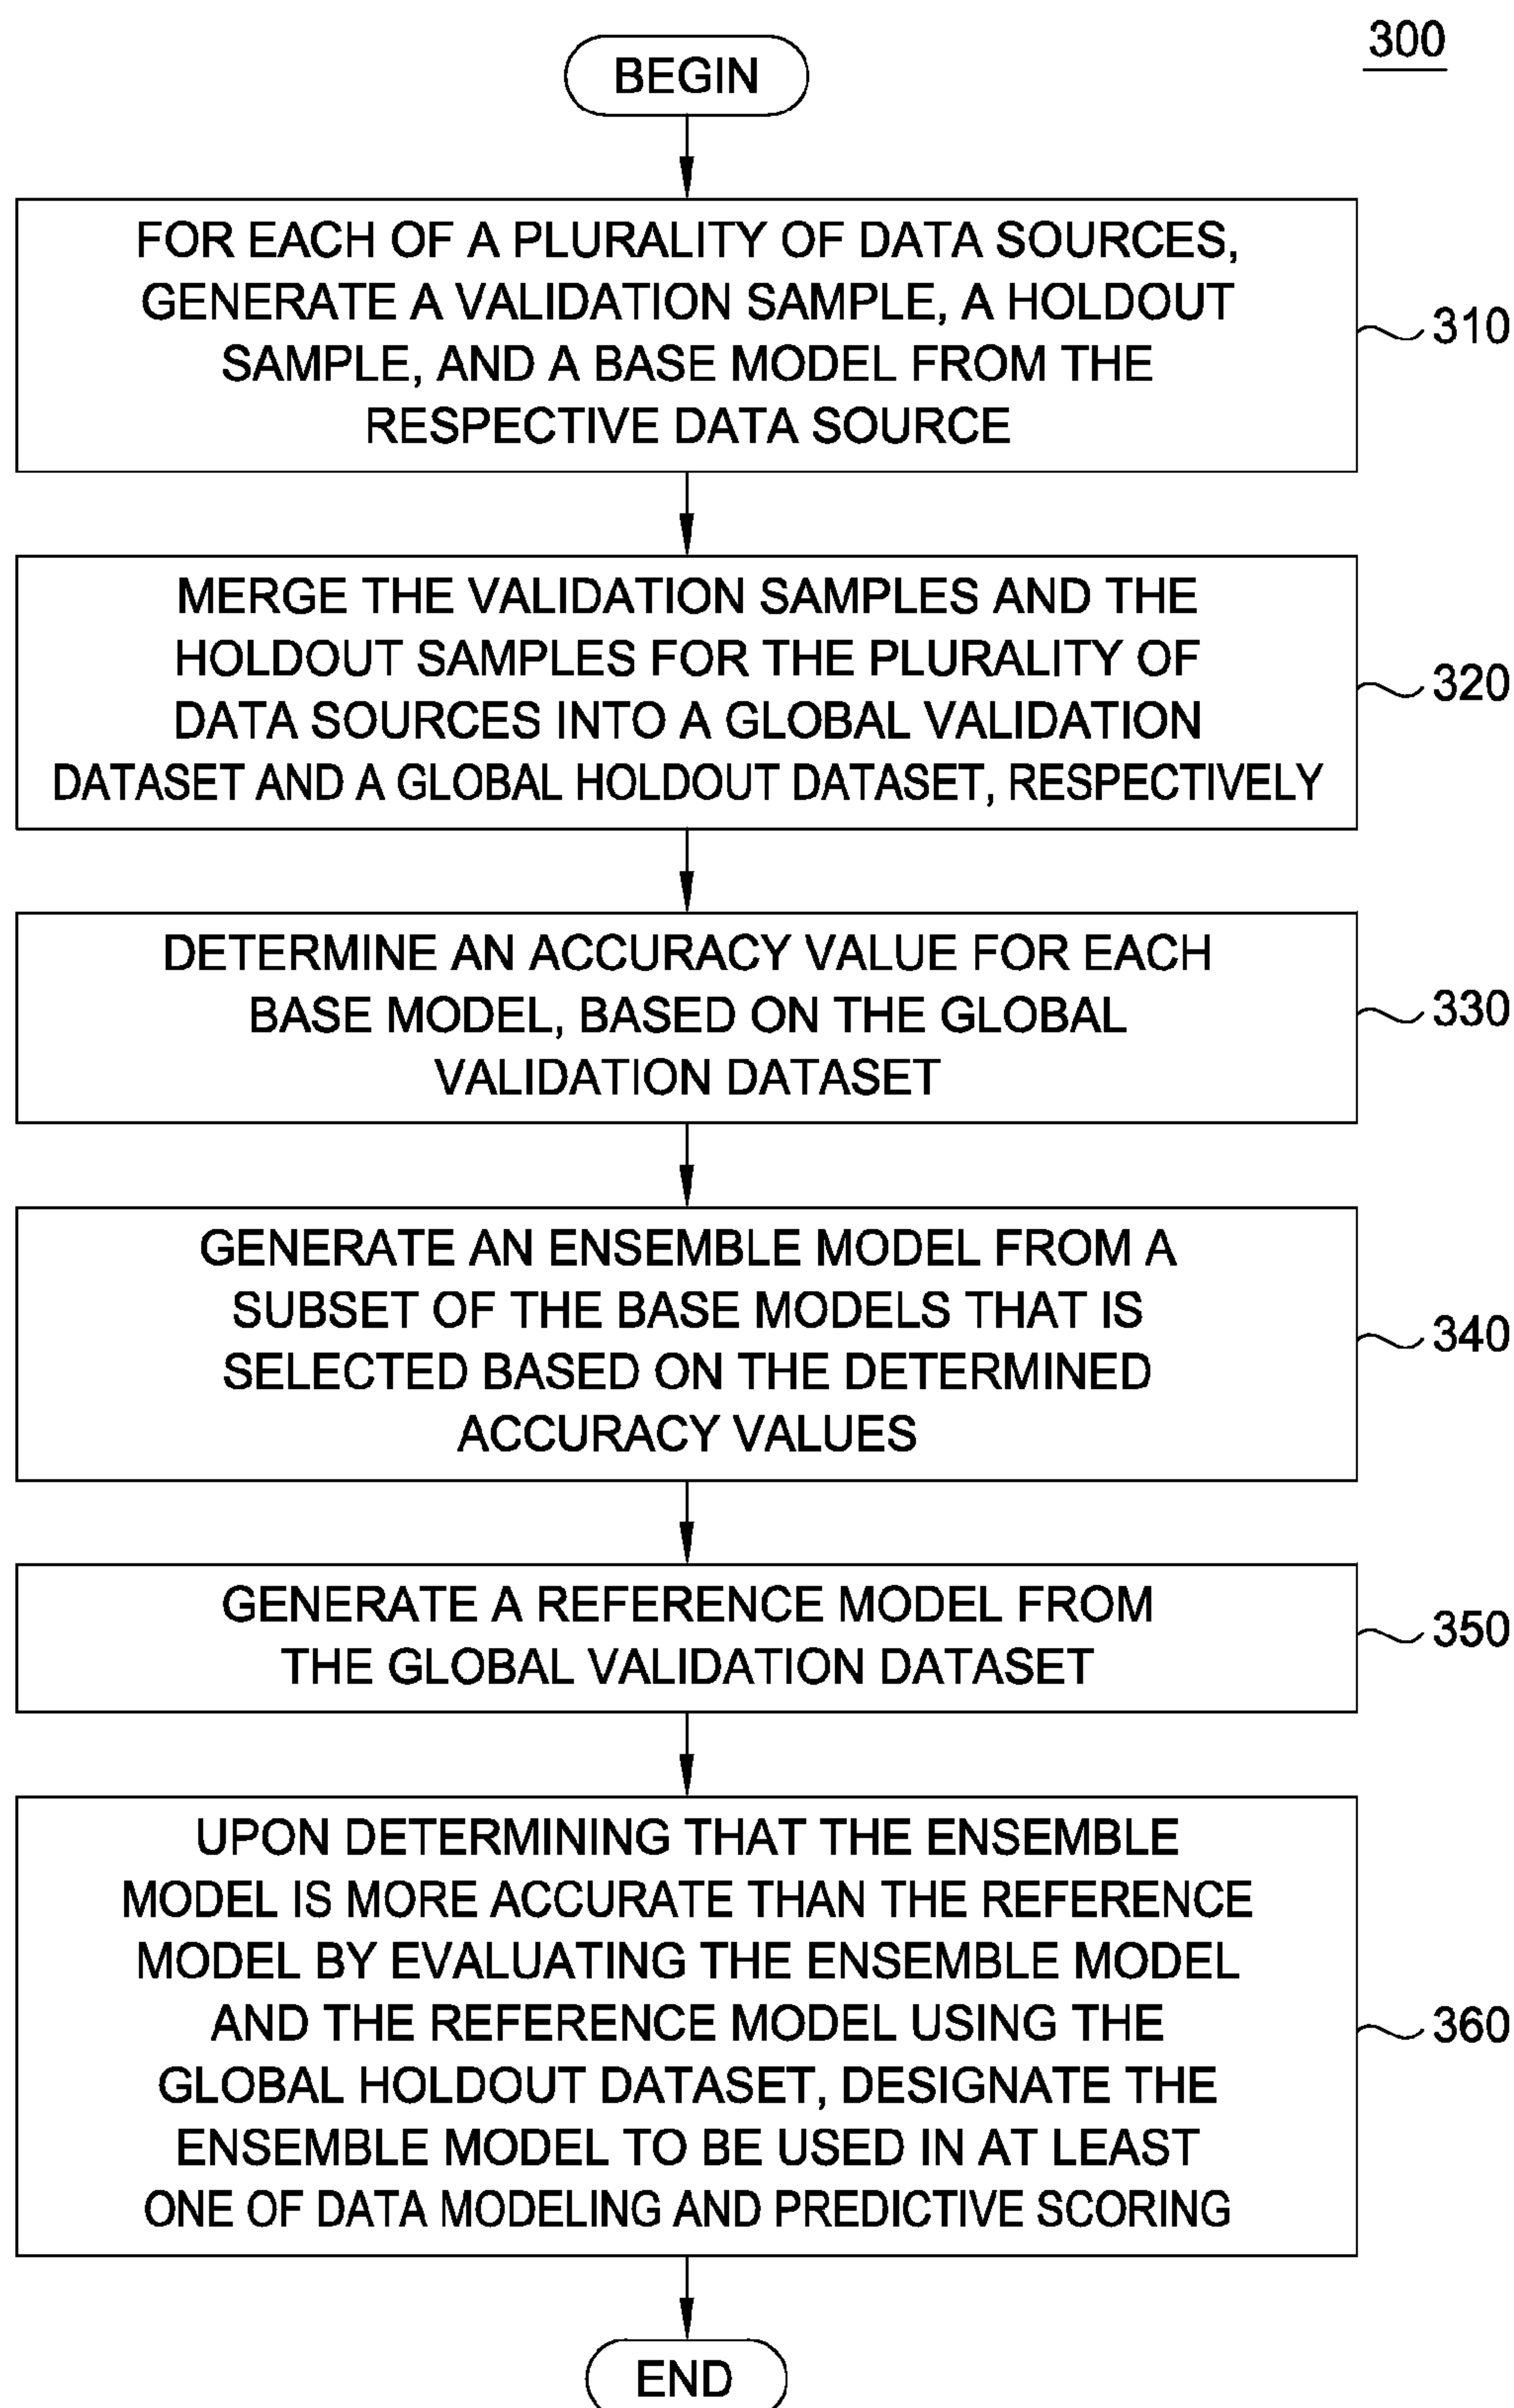 300
BEGIN
FOR EACH OF A PLURALITY OF DATA SOURCES,
GENERATE A VALIDATION SAMPLE, A HOLDOUT
SAMPLE, AND A BASE MODEL FROM THE
RESPECTIVE DATA SOURCE
310
MERGE THE VALIDATION SAMPLES AND THE
HOLDOUT SAMPLES FOR THE PLURALITY OF
DATA SOURCES INTO A GLOBAL VALIDATION
DATASET AND A GLOBAL HOLDOUT DATASET, RESPECTIVELY
320
DETERMINE AN ACCURACY VALUE FOR EACH
BASE MODEL, BASED ON THE GLOBAL
VALIDATION DATASET
330
GENERATE AN ENSEMBLE MODEL FROM A
SUBSET OF THE BASE MODELS THAT IS
SELECTED BASED ON THE DETERMINED
ACCURACY VALUES
340
GENERATE A REFERENCE MODEL FROM
THE GLOBAL VALIDATION DATASET
350
UPON DETERMINING THAT THE ENSEMBLE
MODEL IS MORE ACCURATE THAN THE REFERENCE
MODEL BY EVALUATING THE ENSEMBLE MODEL
AND THE REFERENCE MODEL USING THE
GLOBAL HOLDOUT DATASET, DESIGNATE THE
ENSEMBLE MODEL TO BE USED IN AT LEAST
ONE OF DATA MODELING AND PREDICTIVE SCORING
360
END